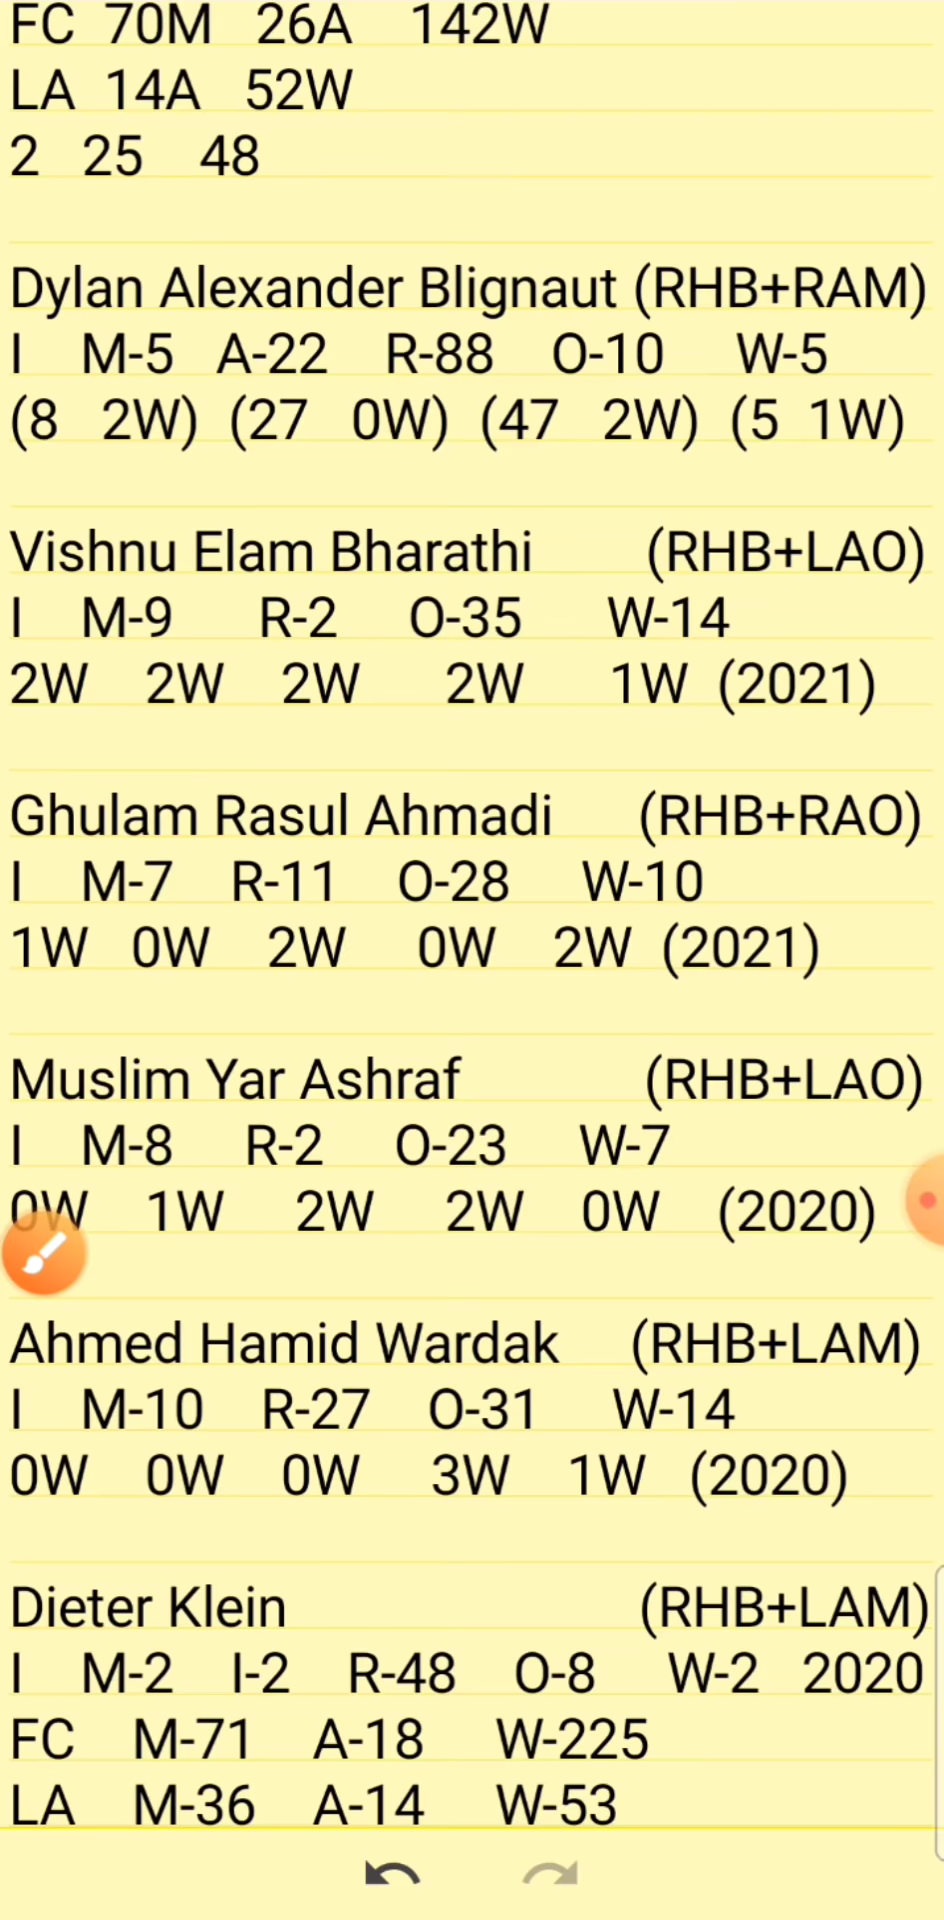 FC 70M 26A 142W
LA 14A 52W
2 25 48
Dylan Alexander Blignaut (RHB+RAM)
I M-5 A-22 R-88 O-10 W-5
(8 2W) (27 0W) (47 2W) (5 1W)
Vishnu Elam Bharathi (RHB+LAO)
I M-9 R-2 O-35 W-14
2W 2W 2W 2W 1W (2021)
Ghulam Rasul Ahmadi (RHB+RAO)
I M-7 R-11 O-28 W-10
1W 0W 2W 0W 2W (2021)
Muslim Yar Ashraf (RHB+LAO)
I M-8 R-2 O-23 W-7
0W 1W 2W 2W 0W (2020)
Ahmed Hamid Wardak (RHB+LAM)
I M-10 R-27 O-31 W-14
0W 0W 0W 3W 1W (2020)
Dieter Klein (RHB+LAM)
I M-2 I-2 R-48 O-8 W-2 2020
FC M-71 A-18 W-225
LA M-36 A-14 W-53